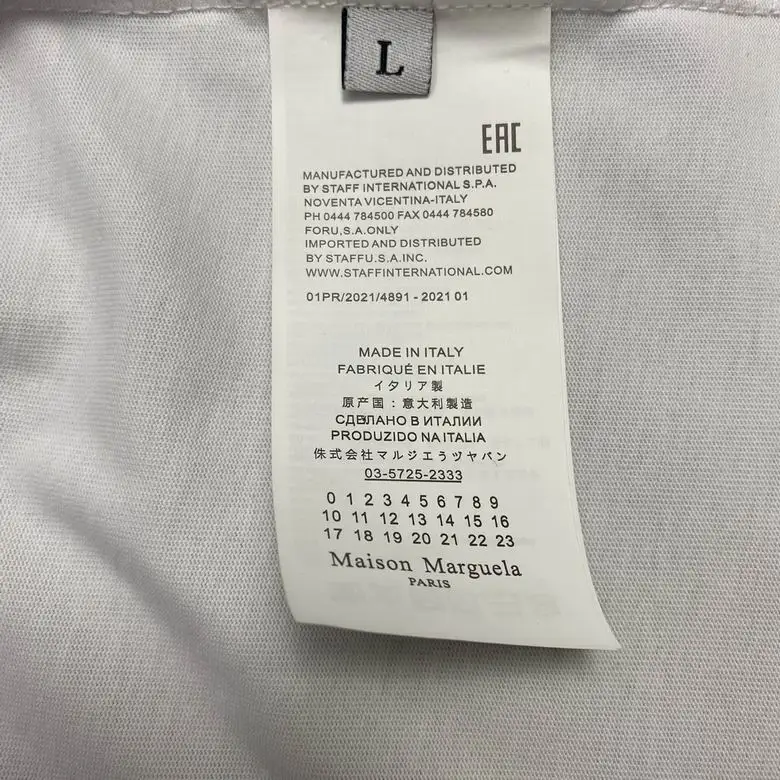 L
EAC
MANUFACTURED AND DISTRIBUTED
BY STAFF INTERNATIONAL S.P.A.
NOVENTA VICENTINA-ITALY
PH 0444 784500 FAX 0444 784580
FORU,S.A.ONLY
IMPORTED AND DISTRIBUTED
BY STAFFU.S.A.INC.
WWW.STAFFINTERNATIONAL.COM
01PR/2021/4891 - 2021 01
MADE IN ITALY
FABRIQUÉ EN ITALIE
イタリア製
原产国：意大利製造
СДЕЛАНО В ИТАЛИИ
PRODUZIDO NA ITALIA
侏式会社マルジエうツヤバン
03-5725-2333
0 1 2 3 4 5 6 7 8 9
10 11 12 13 14 15 16
17 18 19 20 21 22 23
Maison Marguela
PARIS